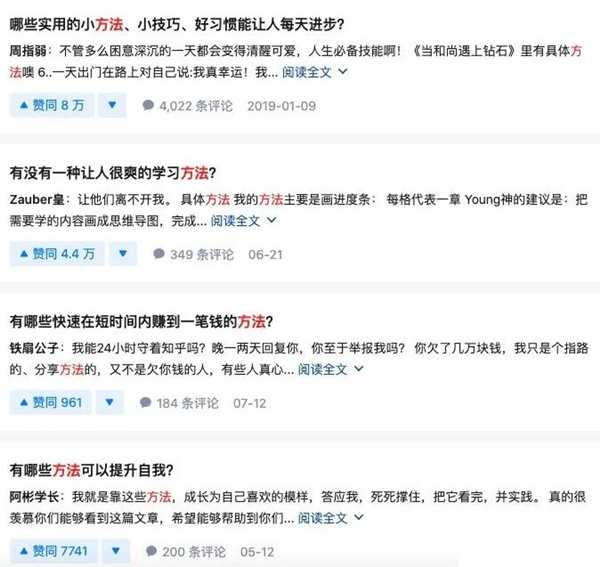 哪些实用的小方法、小技巧、好习惯能让人每天进步?
周指弱：不管多么困意深沉的一天都会变得清醒可爱，人生必备技能啊！《当和尚遇上钻石》里有具体方
法噢 6..一天出门在路上对自己说:我真幸运！我... 阅读全文
赞同 8 万 4,022 条评论 2019-01-09
有没有一种让人很爽的学习方法?
Zauber皇：让他们离不开我。 具体方法 我的方法主要是画进度条： 每格代表一章 Young神的建议是：把
需要学的内容画成思维导图，完成... 阅读全文
赞同 4.4 万 349 条评论 06-21
有哪些快速在短时间内赚到一笔钱的方法?
铁扇公子：我能24小时守着知乎吗？晚一两天回复你，你至于举报我吗？ 你欠了几万块钱，我只是个指路
的、分享方法的，又不是欠你钱的人，有些人真心... 阅读全文
赞同 961 184 条评论 07-12
有哪些方法可以提升自我?
阿彬学长：我就是靠这些方法，成长为自己喜欢的模样，答应我，死死撑住，把它看完，并实践。 真的很
羡慕你们能够看到这篇文章，希望能够帮助到你们... 阅读全文
赞同 7741 200 条评论 05-12